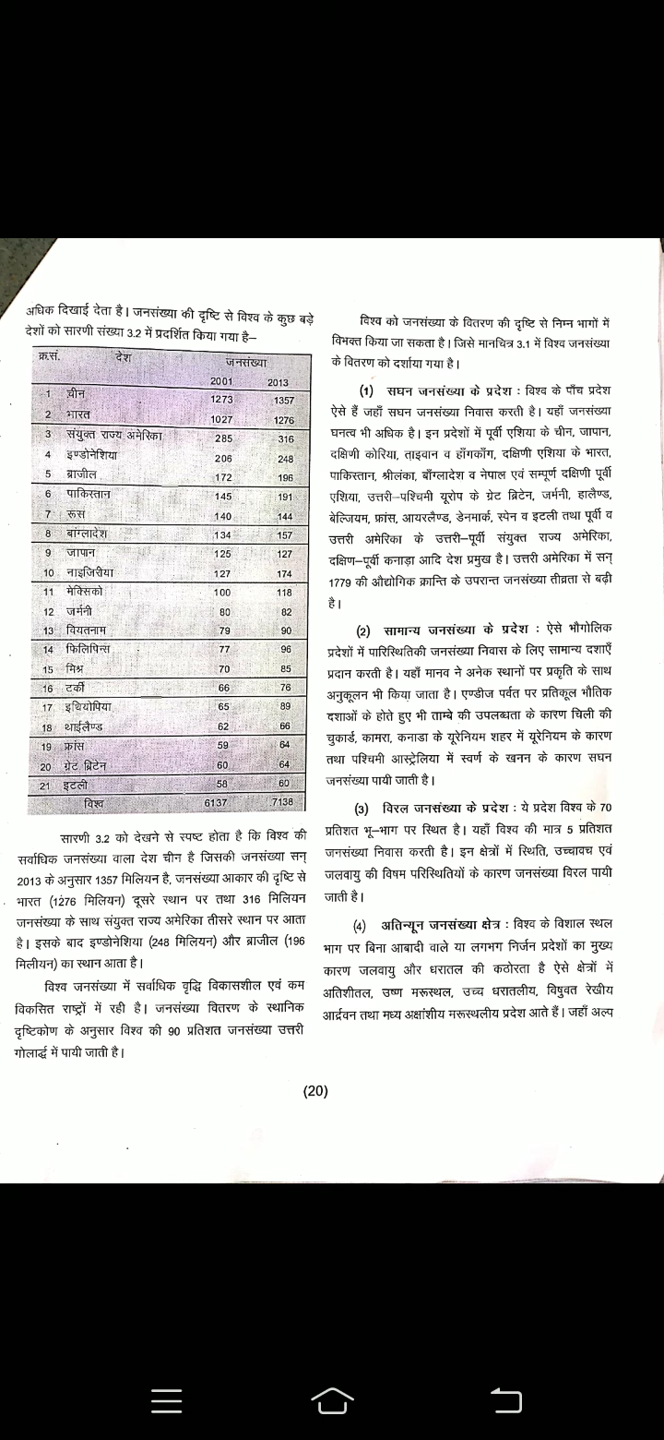 अधिक दिखाई देता है। जनसंख्या की दृष्टि से विश्व के कुछ बड़े
देशों को सारणी संख्या 3.2 में प्रदर्शित किया गया है–
क्र.सं. देश जनसंख्या
2001 2013
1 चीन 1273 1357
2 भारत 1027 1276
3 संयुक्त राज्य अमेरिका 285 316
4 इण्डोनेशिया 206 248
5 ब्राजील 172 196
6 पाकिस्तान 145 191
7 रूस 140 144
8 बांग्लादेश 134 157
9 जापान 125 127
10 नाइजिरीया 127 174
11 मेक्सिको 100 118
12 जर्मनी 80 82
13 वियतनाम 79 90
14 फिलिपिन्स 77 96
15 मिश्र 70 85
16 टर्की 66 76
17 इथियोपिया 65 89
18 थाईलैण्ड 62 66
19 फ्रांस 59 64
20 ग्रेट ब्रिटेन 60 64
21 इटली 58 60
विश्व 6137 7138
सारणी 3.2 को देखने से स्पष्ट होता है कि विश्व की
सर्वाधिक जनसंख्या वाला देश चीन है जिसकी जनसंख्या सन्
2013 के अनुसार 1357 मिलियन है, जनसंख्या आकार की दृष्टि से
भारत (1276 मिलियन) दूसरे स्थान पर तथा 316 मिलियन
जनसंख्या के साथ संयुक्त राज्य अमेरिका तीसरे स्थान पर आता
है। इसके बाद इण्डोनेशिया (248 मिलियन) और ब्राजील (196
मिलीयन) का स्थान आता है।
विश्व जनसंख्या में सर्वाधिक वृद्धि विकासशील एवं कम
विकसित राष्ट्रों में रही है। जनसंख्या वितरण के स्थानिक
दृष्टिकोण के अनुसार विश्व की 90 प्रतिशत जनसंख्या उत्तरी
गोलार्द्ध में पायी जाती है।
विश्व को जनसंख्या के वितरण की दृष्टि से निम्न भागों में
विभक्त किया जा सकता है। जिसे मानचित्र 3.1 में विश्व जनसंख्या
के वितरण को दर्शाया गया है।
(1) सघन जनसंख्या के प्रदेश : विश्व के पाँच प्रदेश
ऐसे हैं जहाँ सघन जनसंख्या निवास करती है। यहाँ जनसंख्या
घनत्व भी अधिक है। इन प्रदेशों में पूर्वी एशिया के चीन, जापान,
दक्षिणी कोरिया, ताइवान व हाँगकाँग, दक्षिणी एशिया के भारत,
पाकिस्तान, श्रीलंका, बाँग्लादेश व नेपाल एवं सम्पूर्ण दक्षिणी पूर्वी
एशिया, उत्तरी–पश्चिमी यूरोप के ग्रेट ब्रिटेन, जर्मनी, हालैण्ड,
बेल्जियम, फ्रांस, आयरलैण्ड, डेनमार्क, स्पेन व इटली तथा पूर्वी व
उत्तरी अमेरिका के उत्तरी–पूर्वी संयुक्त राज्य अमेरिका,
दक्षिण–पूर्वी कनाड़ा आदि देश प्रमुख है। उत्तरी अमेरिका में सन्
1779 की औद्योगिक क्रान्ति के उपरान्त जनसंख्या तीव्रता से बढ़ी
है।
(2) सामान्य जनसंख्या के प्रदेश : ऐसे भौगोलिक
प्रदेशों में पारिस्थितिकी जनसंख्या निवास के लिए सामान्य दशाएँ
प्रदान करती है। यहाँ मानव ने अनेक स्थानों पर प्रकृति के साथ
अनुकूलन भी किया जाता है। एण्डीज पर्वत पर प्रतिकूल भौतिक
दशाओं के होते हुए भी ताम्बे की उपलब्धता के कारण चिली की
चुकार्ड, कामरा, कनाडा के यूरेनियम शहर में यूरेनियम के कारण
तथा पश्चिमी आस्ट्रेलिया में स्वर्ण के खनन के कारण सघन
जनसंख्या पायी जाती है।
(3) विरल जनसंख्या के प्रदेश : ये प्रदेश विश्व के 70
प्रतिशत भू–भाग पर स्थित है। यहाँ विश्व की मात्र 5 प्रतिशत
जनसंख्या निवास करती है। इन क्षेत्रों में स्थिति, उच्चावच एवं
जलवायु की विषम परिस्थितियों के कारण जनसंख्या विरल पायी
जाती है।
(4) अतिन्यून जनसंख्या क्षेत्र : विश्व के विशाल स्थल
भाग पर बिना आबादी वाले या लगभग निर्जन प्रदेशों का मुख्य
कारण जलवायु और धरातल की कठोरता है ऐसे क्षेत्रों में
अतिशीतल, उष्ण मरूस्थल, उच्च धरातलीय, विषुवत रेखीय
आर्द्रवन तथा मध्य अक्षांशीय मरूस्थलीय प्रदेश आते हैं। जहाँ अल्प
(20)